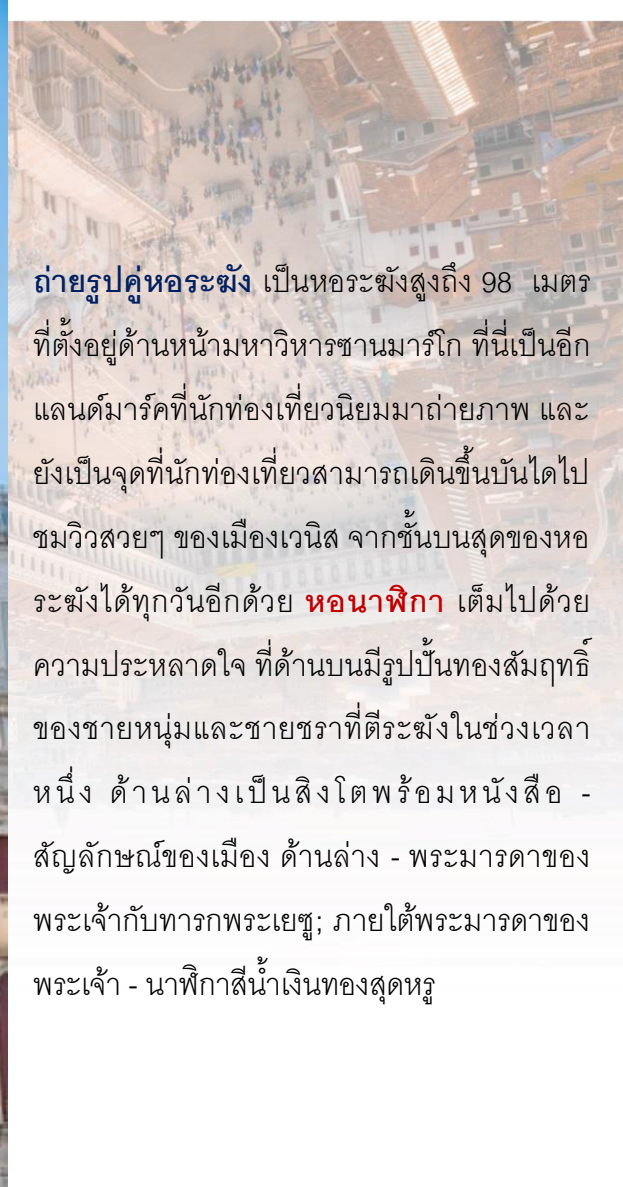 ถ่ายรูปคู่หอระฆัง เป็นหอระฆังสูงถึง 98 เมตร
ที่ตั้งอยู่ด้านหน้ามหาวิหารซานมาร์โก ที่นี่เป็นอีก
แลนด์มาร์คที่นักท่องเที่ยวนิยมมาถ่ายภาพ และ
ยังเป็นจุดที่นักท่องเที่ยวสามารถเดินขึ้นบันไดไป
ชมวิวสวยๆ ของเมืองเวนิส จากชั้นบนสุดของหอ
ระฆังได้ทุกวันอีกด้วย หอนาฬิกา เต็มไปด้วย
ความประหลาดใจ ที่ด้านบนมีรูปปั้นทองสัมฤทธิ์
ของชายหนุ่มและชายชราที่ตีระฆังในช่วงเวลา
หนึ่ง ด้านล่างเป็นสิงโตพร้อมหนังสือ -
สัญลักษณ์ของเมือง ด้านล่าง - พระมารดาของ
พระเจ้ากับทารกพระเยซู; ภายใต้พระมารดาของ
พระเจ้า - นาฬิกาสีน้ำเงินทองสุดหรู